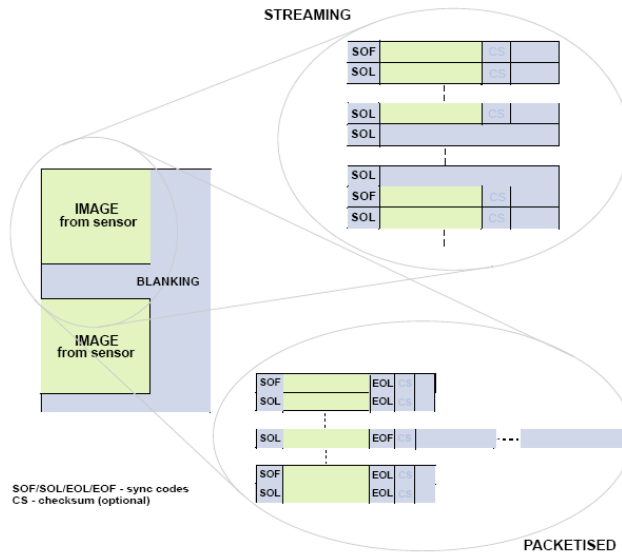 STREAMING
SOF CS
SOL CS
SOL CS
SOL
SOL
SOF CS
SOL CS
IMAGE
from sensor
BLANKING
IMAGE
from sensor
SOF EOL CS
SOL EOL CS
SOL EOF CS
SOF EOL CS
SOL EOL CS
SOF/SOL/EOL/EOF - sync codes
CS - checksum (optional)
PACKETISED